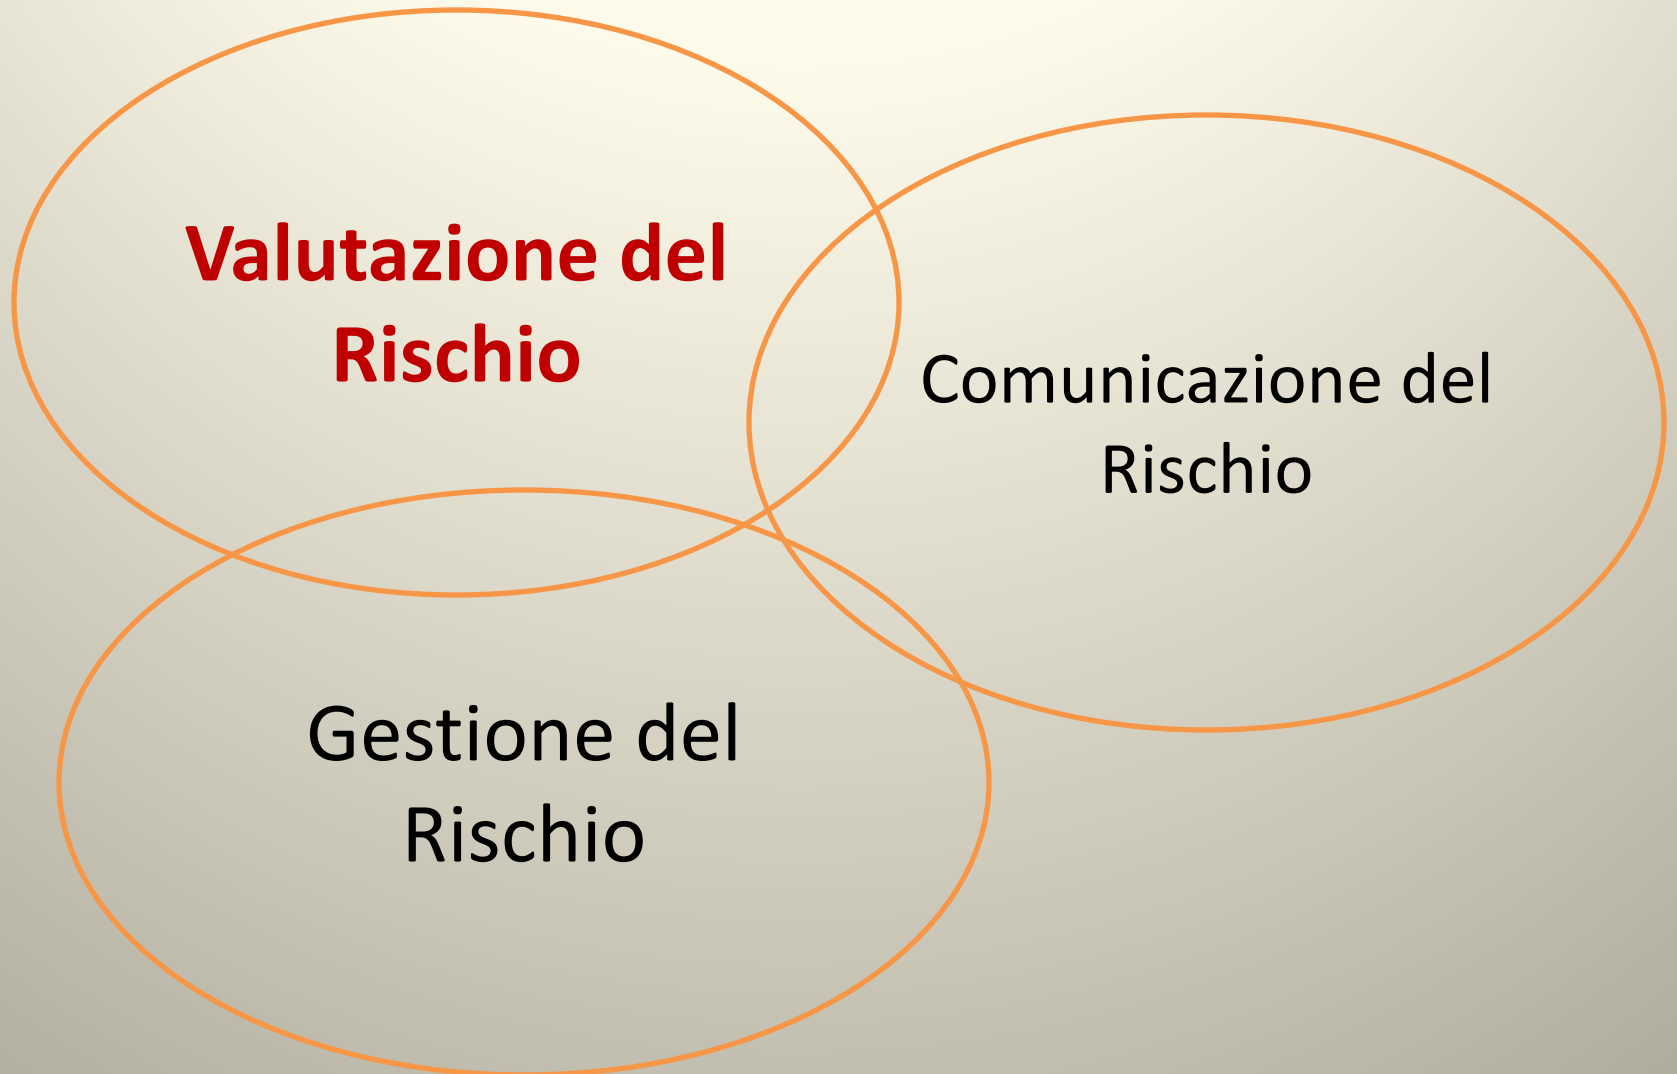 Valutazione del
Rischio
Comunicazione del
Rischio
Gestione del
Rischio